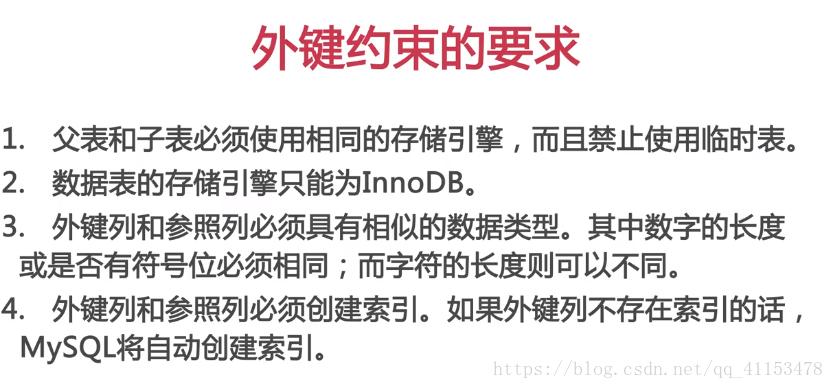 外键约束的要求
1. 父表和子表必须使用相同的存储引擎，而且禁止使用临时表。
2. 数据表的存储引擎只能为InnoDB。
3. 外键列和参照列必须具有相似的数据类型。其中数字的长度
或是否有符号位必须相同；而字符的长度则可以不同。
4. 外键列和参照列必须创建索引。如果外键列不存在索引的话，
MySQL将自动创建索引。
https://blog.csdn.net/qq_41153478